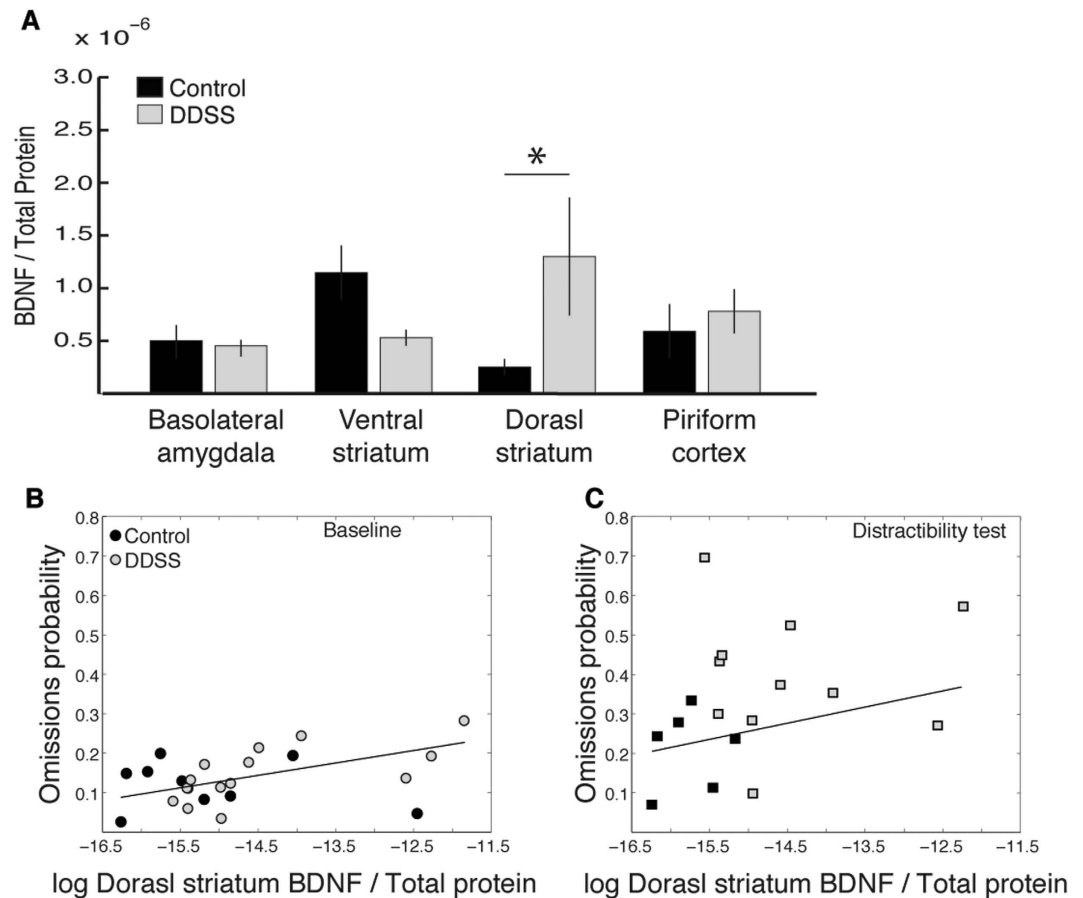 A
x 10⁻⁶
BDNF / Total Protein
3.0
2.5
2.0
1.5
1.0
0.5
Control
DDSS
*
Basolateral
amygdala
Ventral
striatum
Dorasl
striatum
Piriform
cortex
B
Omissions probability
0.8
0.7
0.6
0.5
0.4
0.3
0.2
0.1
Control
DDSS
Baseline
−16.5 −15.5 −14.5 −13.5 −12.5 −11.5
log Dorasl striatum BDNF / Total protein
C
Omissions probability
0.8
0.7
0.6
0.5
0.4
0.3
0.2
0.1
Distractibility test
−16.5 −15.5 −14.5 −13.5 −12.5 −11.5
log Dorasl striatum BDNF / Total protein